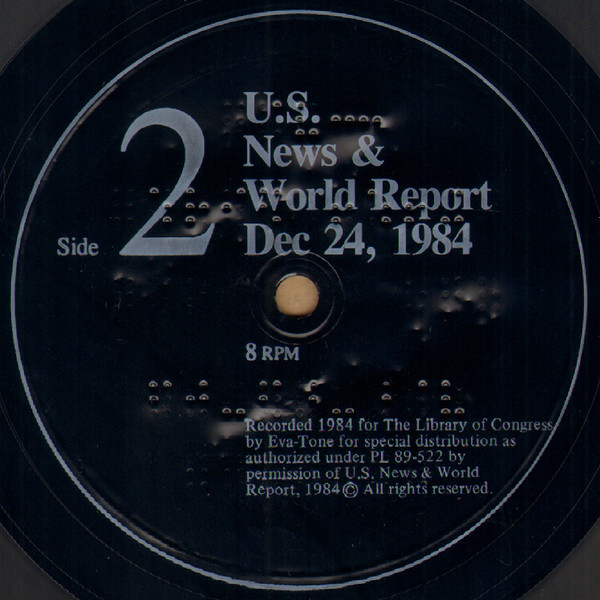 U.S.
News &
World Report
Dec 24, 1984
Side 2
8 RPM
Recorded 1984 for The Library of Congress
by Eva-Tone for special distribution as
authorized under PL 89-522 by
permission of U.S. News & World
Report, 1984 © All rights reserved.